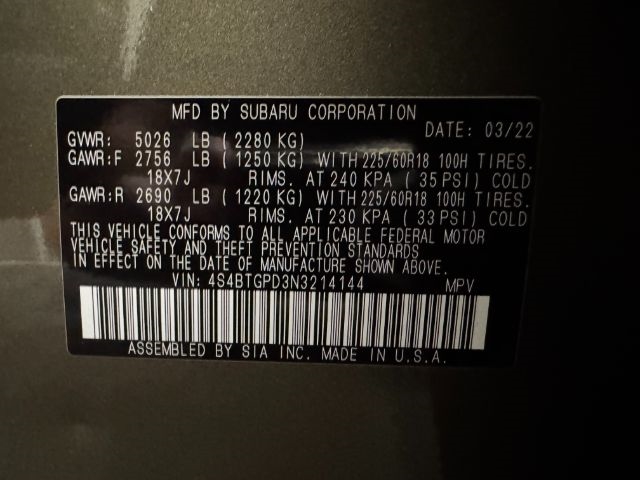 MFD BY SUBARU CORPORATION
DATE: 03/22
GVWR: 5026 LB (2280 KG)
GAWR:F 2756 LB (1250 KG) WITH 225/60R18 100H TIRES.
18X7J RIMS. AT 240 KPA (35 PSI) COLD
GAWR:R 2690 LB (1220 KG) WITH 225/60R18 100H TIRES.
18X7J RIMS. AT 230 KPA (33 PSI) COLD
THIS VEHICLE CONFORMS TO ALL APPLICABLE FEDERAL MOTOR
VEHICLE SAFETY AND THEFT PREVENTION STANDARDS
IN EFFECT ON THE DATE OF MANUFACTURE SHOWN ABOVE.
VIN: 4S4BTGPD3N3214144 MPV
ASSEMBLED BY SIA INC. MADE IN U.S.A.